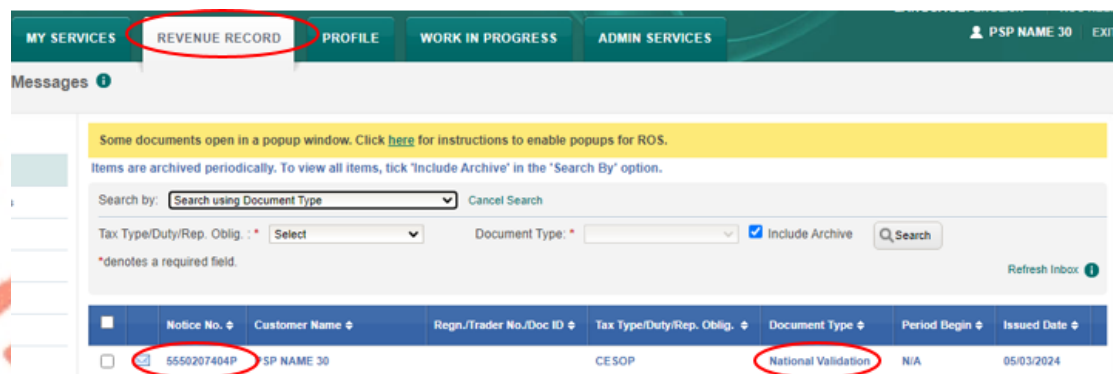 MY SERVICES REVENUE RECORD PROFILE WORK IN PROGRESS ADMIN SERVICES PSP NAME 30
Messages
Some documents open in a popup window. Click here for instructions to enable popups for ROS.
Items are archived periodically. To view all items, tick 'Include Archive' in the 'Search By' option.
Search by: Search using Document Type Cancel Search
Tax Type/Duty/Rep. Oblig. : * Select Document Type: * Include Archive Search
*denotes a required field.
Refresh Inbox
Notice No. Customer Name Regn./Trader No./Doc ID Tax Type/Duty/Rep. Oblig. Document Type Period Begin Issued Date
5550207404P PSP NAME 30 CESOP National Validation N/A 05/03/2024